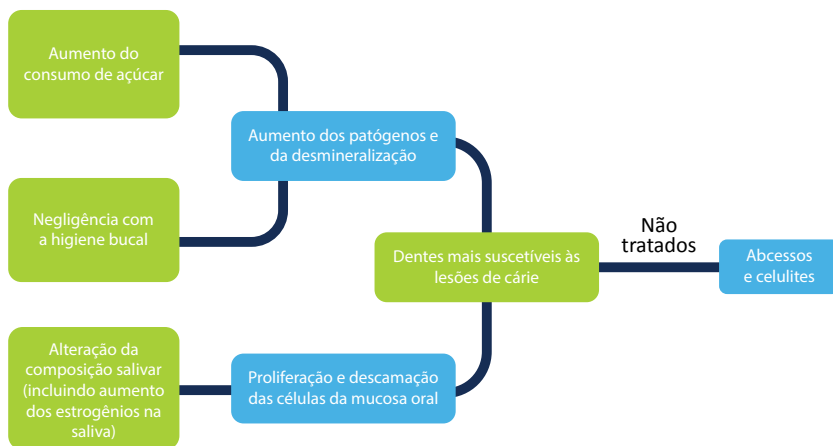 Aumento do
consumo de açúcar
Aumento dos patógenos e
da desmineralização
Negligência com
a higiene bucal
Dentes mais suscetíveis às
lesões de cárie
Não
tratados
Abcessos
e celulites
Alteração da
composição salivar
(incluindo aumento
dos estrogênios na
saliva)
Proliferação e descamação
das células da mucosa oral